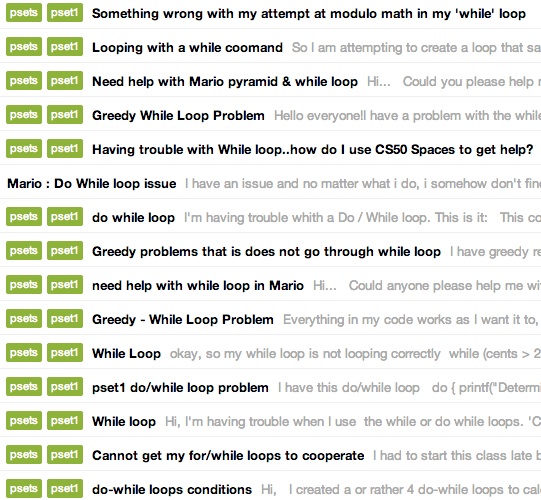 psets pset1 Something wrong with my attempt at modulo math in my 'while' loop
psets pset1 Looping with a while coomand So I am attempting to create a loop that sa
psets pset1 Need help with Mario pyramid & while loop Hi... Could you please help
psets pset1 Greedy While Loop Problem Hello everyoneIl have a problem with the while
psets pset1 Having trouble with While loop..how do I use CS50 Spaces to get help?
Mario : Do While loop issue I have an issue and no matter what i do, i somehow don't find
psets pset1 do while loop I'm having trouble whith a Do / While loop. This is it: This co
psets pset1 Greedy problems that is does not go through while loop I have greedy re
psets pset1 need help with while loop in Mario Hi... Could anyone please help me wi
psets pset1 Greedy - While Loop Problem Everything in my code works as I want it to,
psets pset1 While Loop okay, so my while loop is not looping correctly while (cents > 2
psets pset1 pset1 do/while loop problem I have this do/while loop do { printf("Determi
psets pset1 While loop Hi, I'm having trouble when I use the while or do while loops. 'C
psets pset1 Cannot get my for/while loops to cooperate I had to start this class late b
psets pset1 do-while loops conditions Hi, I created a or rather 4 do-while loops to calc